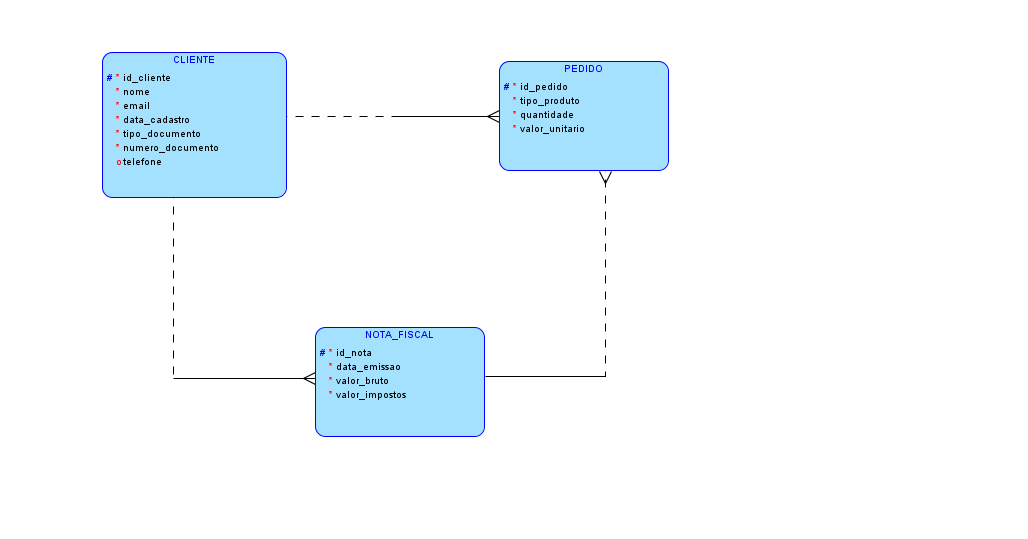 CLIENTE
# * id_cliente
* nome
* email
* data_cadastro
* tipo_documento
* numero_documento
o telefone
PEDIDO
# * id_pedido
* tipo_produto
* quantidade
* valor_unitario
NOTA_FISCAL
# * id_nota
* data_emissao
* valor_bruto
* valor_impostos